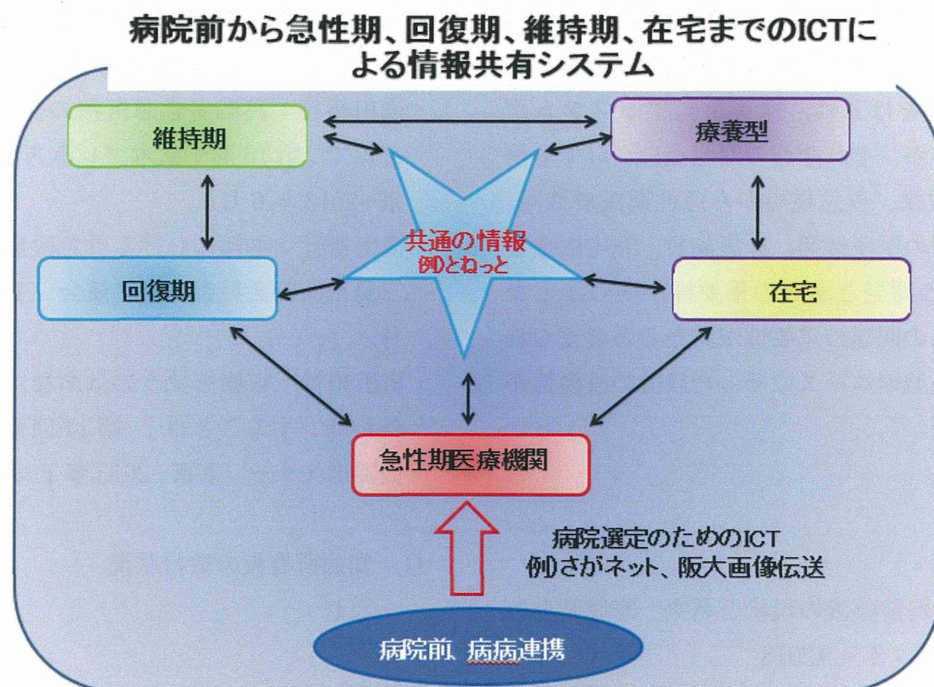 病院前から急性期、回復期、維持期、在宅までのICTに
よる情報共有システム
維持期
療養型
共通の情報
例)とねっと
回復期
在宅
急性期医療機関
病院選定のためのICT
例)さがネット、阪大画像伝送
病院前、病病連携